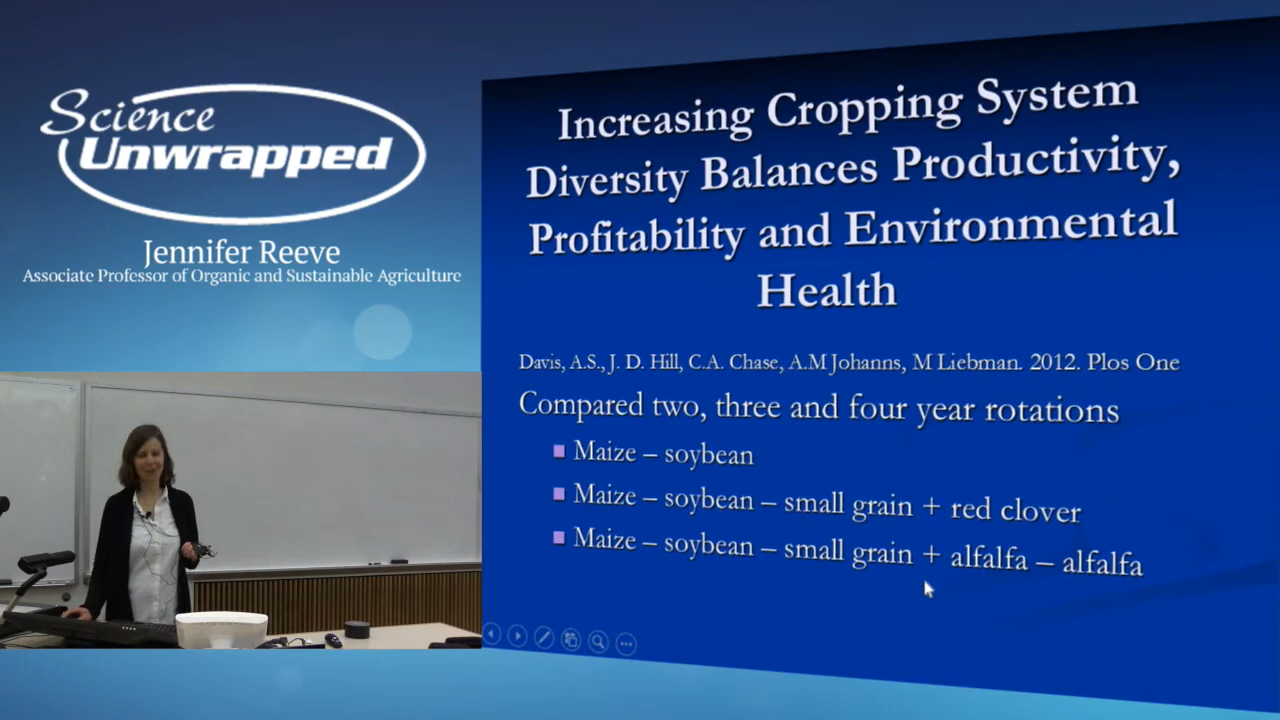 Science
Unwrapped
Jennifer Reeve
Associate Professor of Organic and Sustainable Agriculture
Increasing Cropping System
Diversity Balances Productivity,
Profitability and Environmental
Health
Davis, A.S., J. D. Hill, C.A. Chase, A.M Johanns, M Liebman. 2012. Plos One
Compared two, three and four year rotations
Maize – soybean
Maize – soybean – small grain + red clover
Maize – soybean – small grain + alfalfa – alfalfa